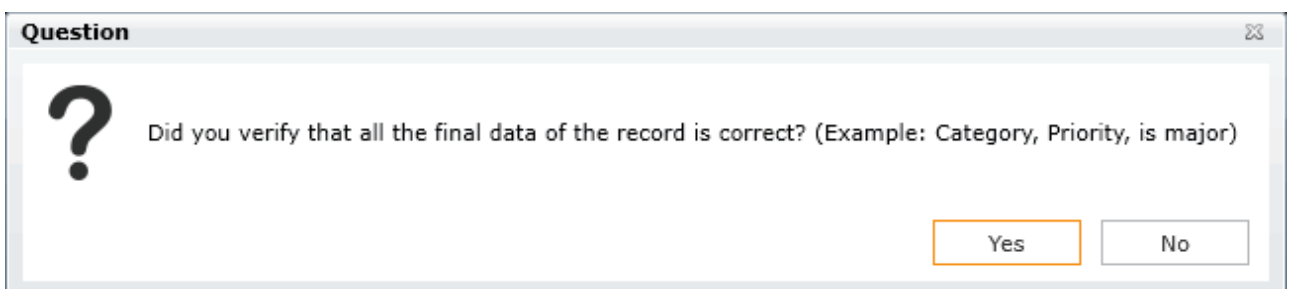 Question
Did you verify that all the final data of the record is correct? (Example: Category, Priority, is major)
Yes
No